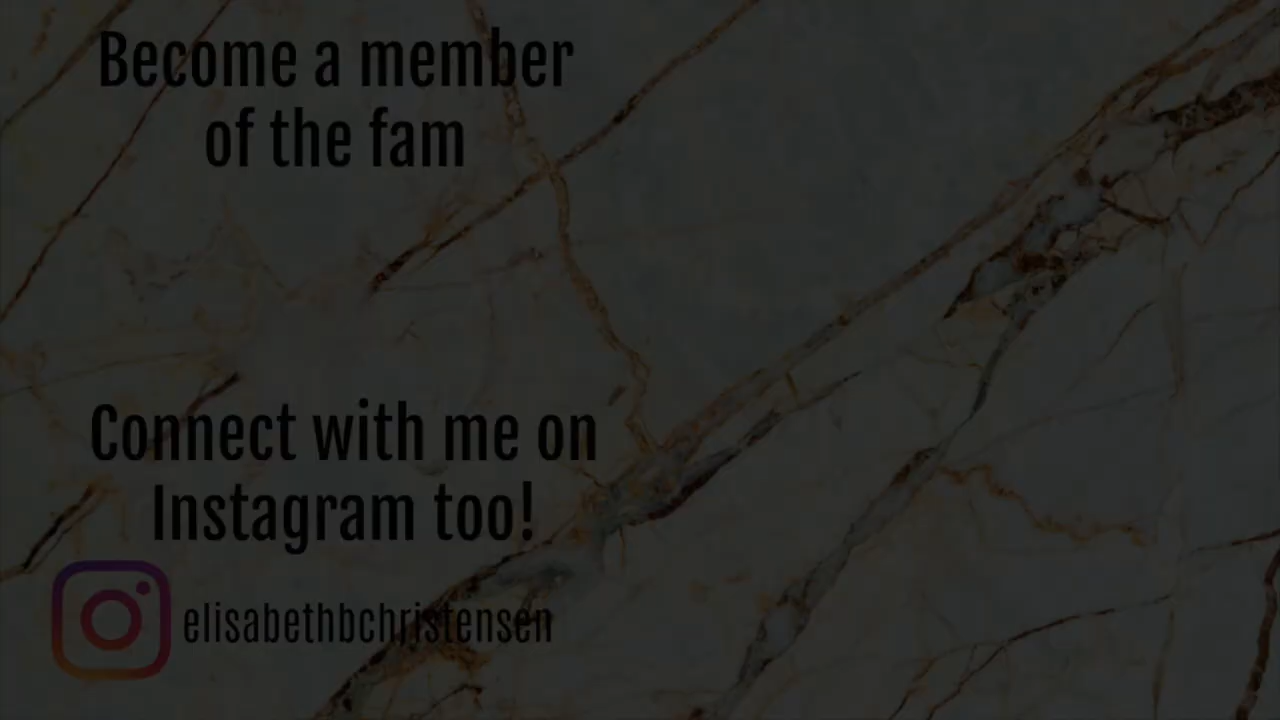 Become a member
of the fam
Connect with me on
Instagram too!
elisabethbchristensen